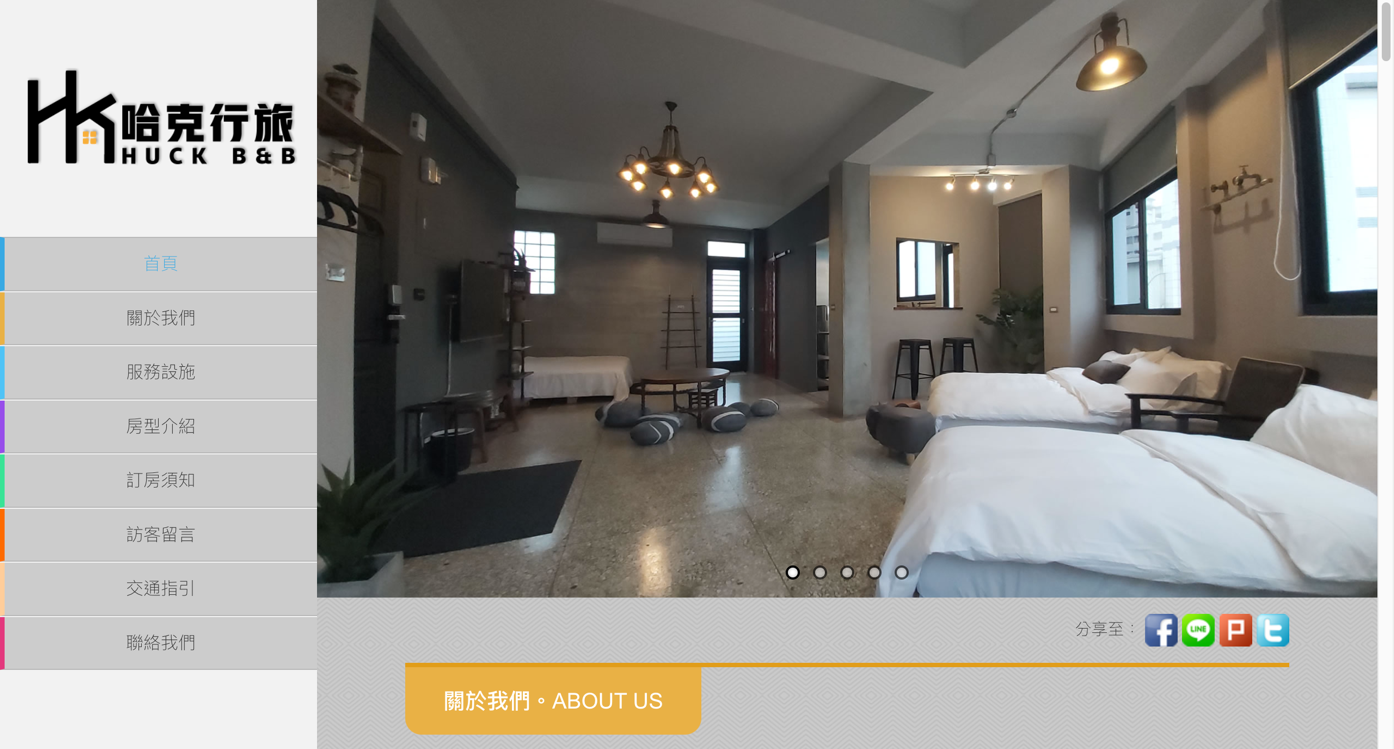 哈克行旅
HUCK B&B
首頁
關於我們
服務設施
房型介紹
訂房須知
訪客留言
交通指引
聯絡我們
分享至：
LINE
關於我們。ABOUT US